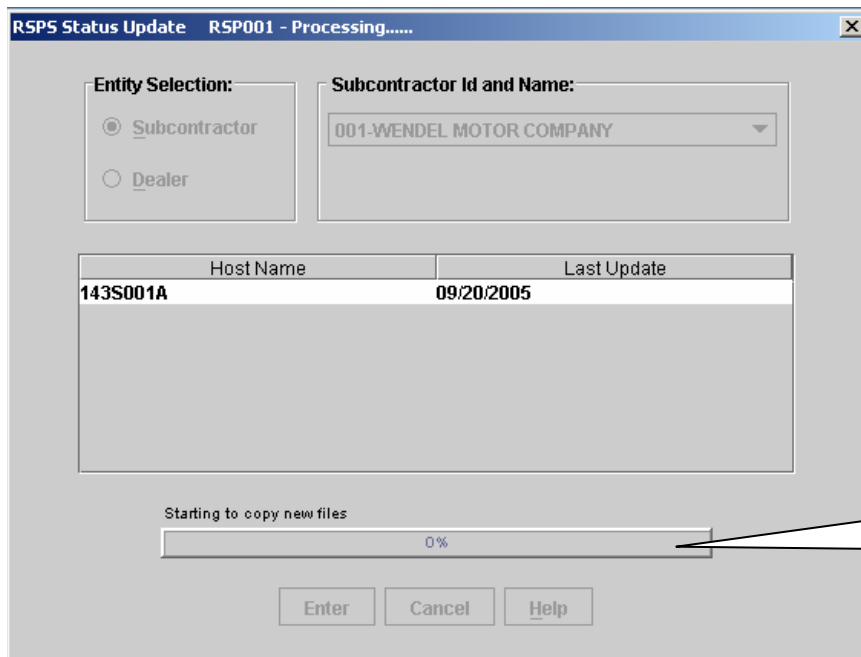 RSPS Status Update RSP001 - Processing......
Entity Selection:
Subcontractor
Dealer
Subcontractor Id and Name:
001-WENDEL MOTOR COMPANY
Host Name Last Update
143S001A 09/20/2005
Starting to copy new files
0%
Enter Cancel Help